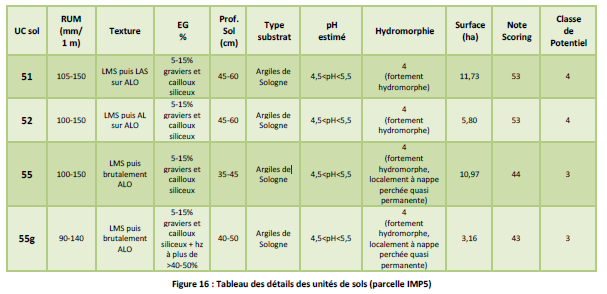 UC sol RUM (mm/ 1 m) Texture EG % Prof. Sol (cm) Type substrat pH estimé Hydromorphie Surface (ha) Note Scoring Classe de Potentiel
51 105-150 LMS puis LAS sur ALO 5-15% graviers et cailloux siliceux 45-60 Argiles de Sologne 4,5<pH<5,5 4 (fortement hydromorphe) 11,73 53 4
52 100-150 LMS puis AL sur ALO 5-15% graviers et cailloux siliceux 45-60 Argiles de Sologne 4,5<pH<5,5 4 (fortement hydromorphe) 5,80 53 4
55 100-150 LMS puis brutalement ALO 5-15% graviers et cailloux siliceux 35-45 Argiles de Sologne 4,5<pH<5,5 4 (fortement hydromorphe, localement à nappe perchée quasi permanente) 10,97 44 3
55g 90-140 LMS puis brutalement ALO 5-15% graviers et cailloux siliceux + hz à plus de >40-50% 40-50 Argiles de Sologne 4,5<pH<5,5 4 (fortement hydromorphe, localement à nappe perchée quasi permanente) 3,16 43 3
Figure 16 : Tableau des détails des unités de sols (parcelle IMP5)